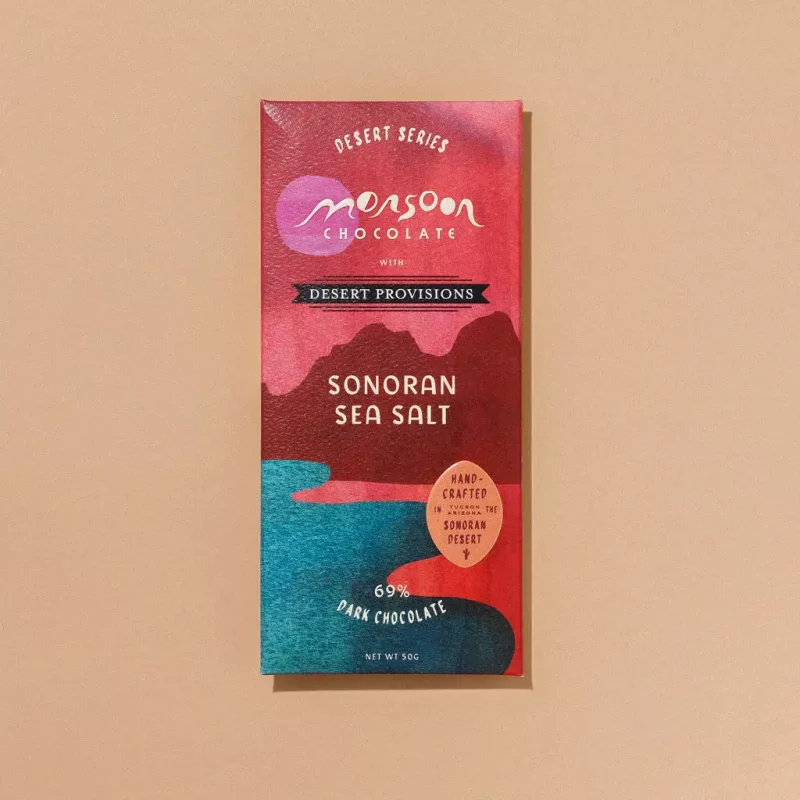 DESERT SERIES
monsoon
CHOCOLATE
WITH
DESERT PROVISIONS
SONORAN
SEA SALT
HAND-
CRAFTED
IN TUCSON ARIZONA THE
SONORAN
DESERT
69%
DARK CHOCOLATE
NET WT 50G